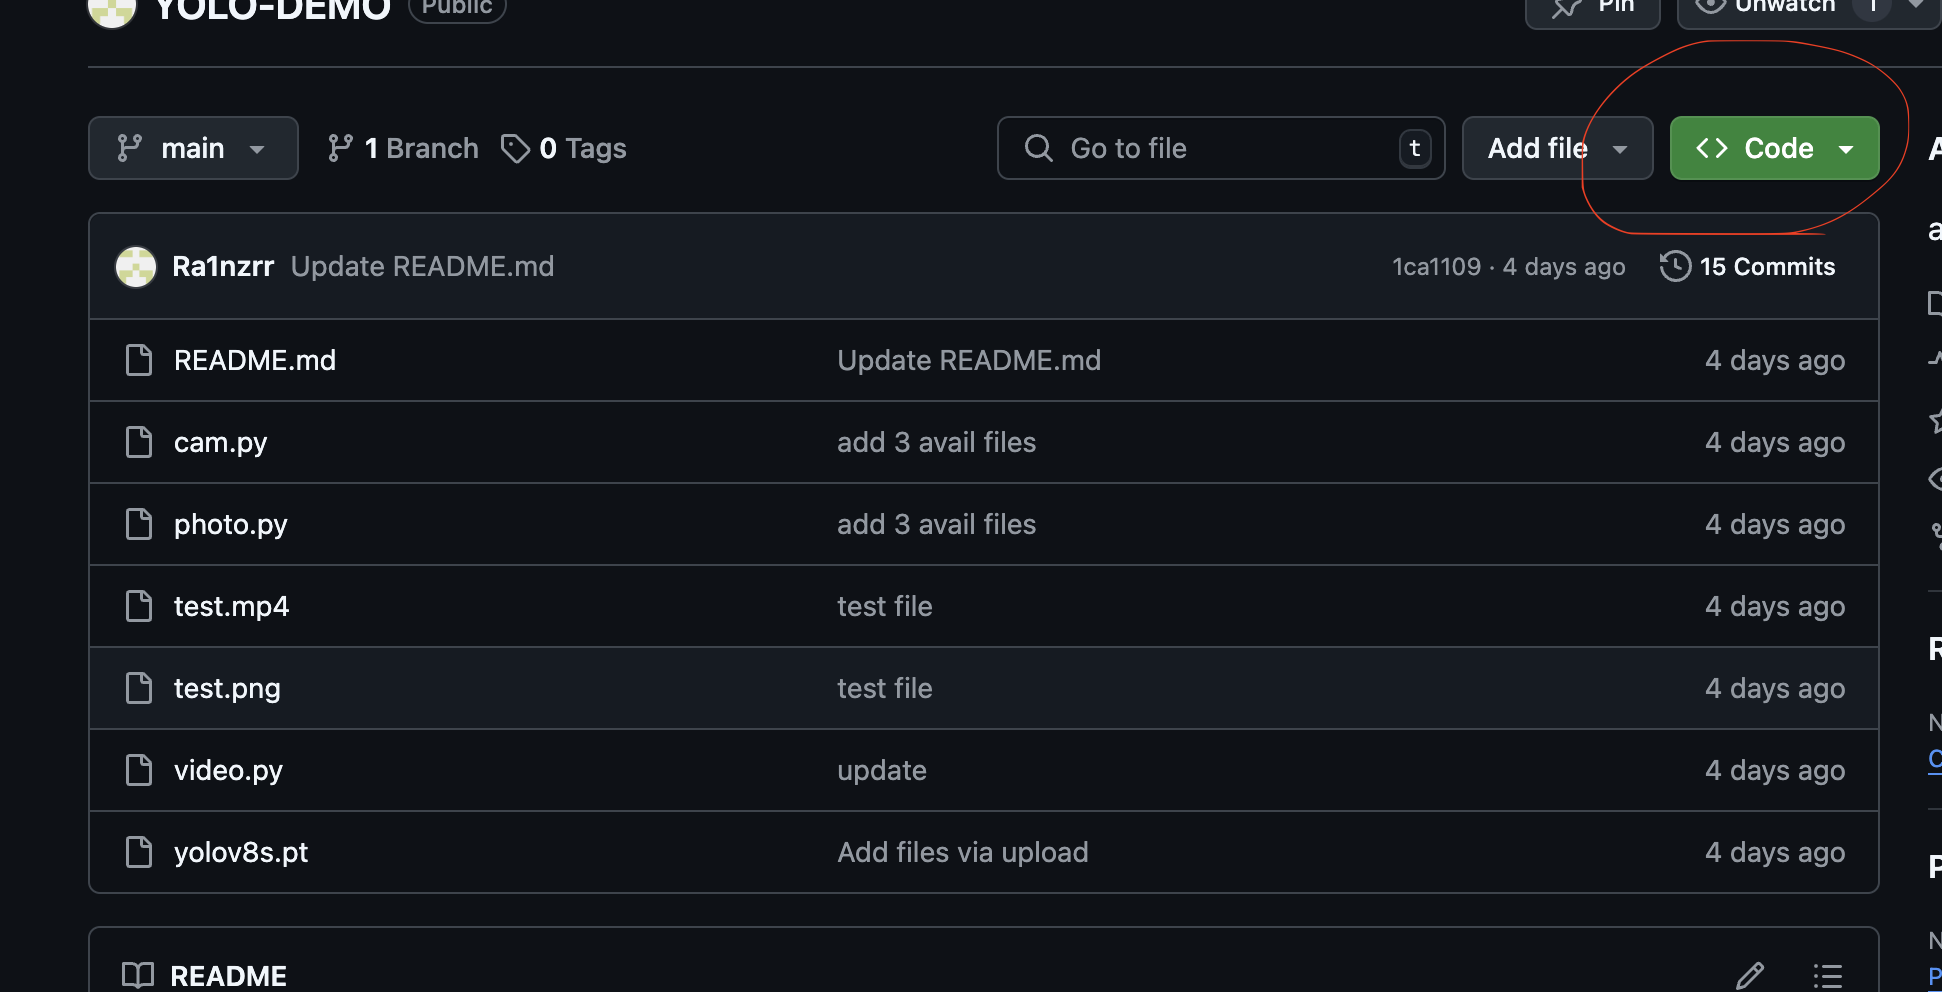 YOLO-DEMO Public Pin Unwatch 1
main 1 Branch 0 Tags Go to file t Add file <> Code
Ra1nzrr Update README.md 1ca1109 · 4 days ago 15 Commits
README.md Update README.md 4 days ago
cam.py add 3 avail files 4 days ago
photo.py add 3 avail files 4 days ago
test.mp4 test file 4 days ago
test.png test file 4 days ago
video.py update 4 days ago
yolov8s.pt Add files via upload 4 days ago
README